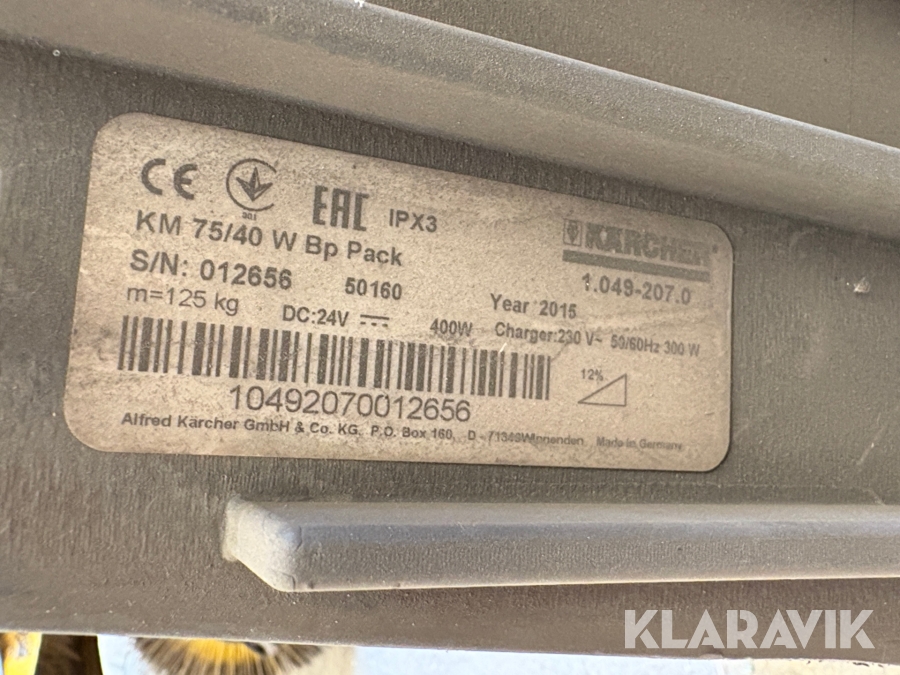 CE 001 EAC IPX3
KÄRCHER
KM 75/40 W Bp Pack
1.049-207.0
S/N: 012656 50160 Year 2015
m=125 kg DC:24V 400W Charger:230 V~ 50/60Hz 300 W
12%
10492070012656
Alfred Kärcher GmbH & Co. KG, P.O. Box 160, D - 71349Winnenden, Made in Germany
KLARAVIK